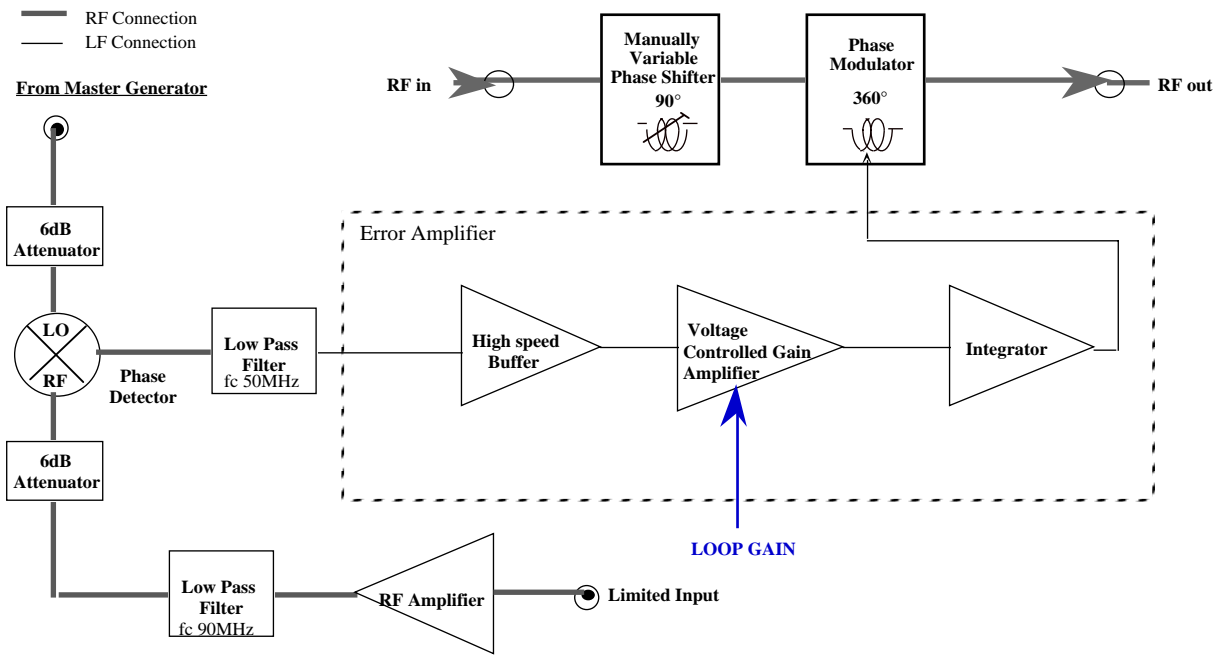 RF Connection
LF Connection
From Master Generator
RF in
Manually
Variable
Phase Shifter
90°
Phase
Modulator
360°
RF out
6dB
Attenuator
Error Amplifier
LO
RF
Phase
Detector
Low Pass
Filter
fc 50MHz
High speed
Buffer
Voltage
Controlled Gain
Amplifier
Integrator
6dB
Attenuator
LOOP GAIN
Low Pass
Filter
fc 90MHz
RF Amplifier
Limited Input